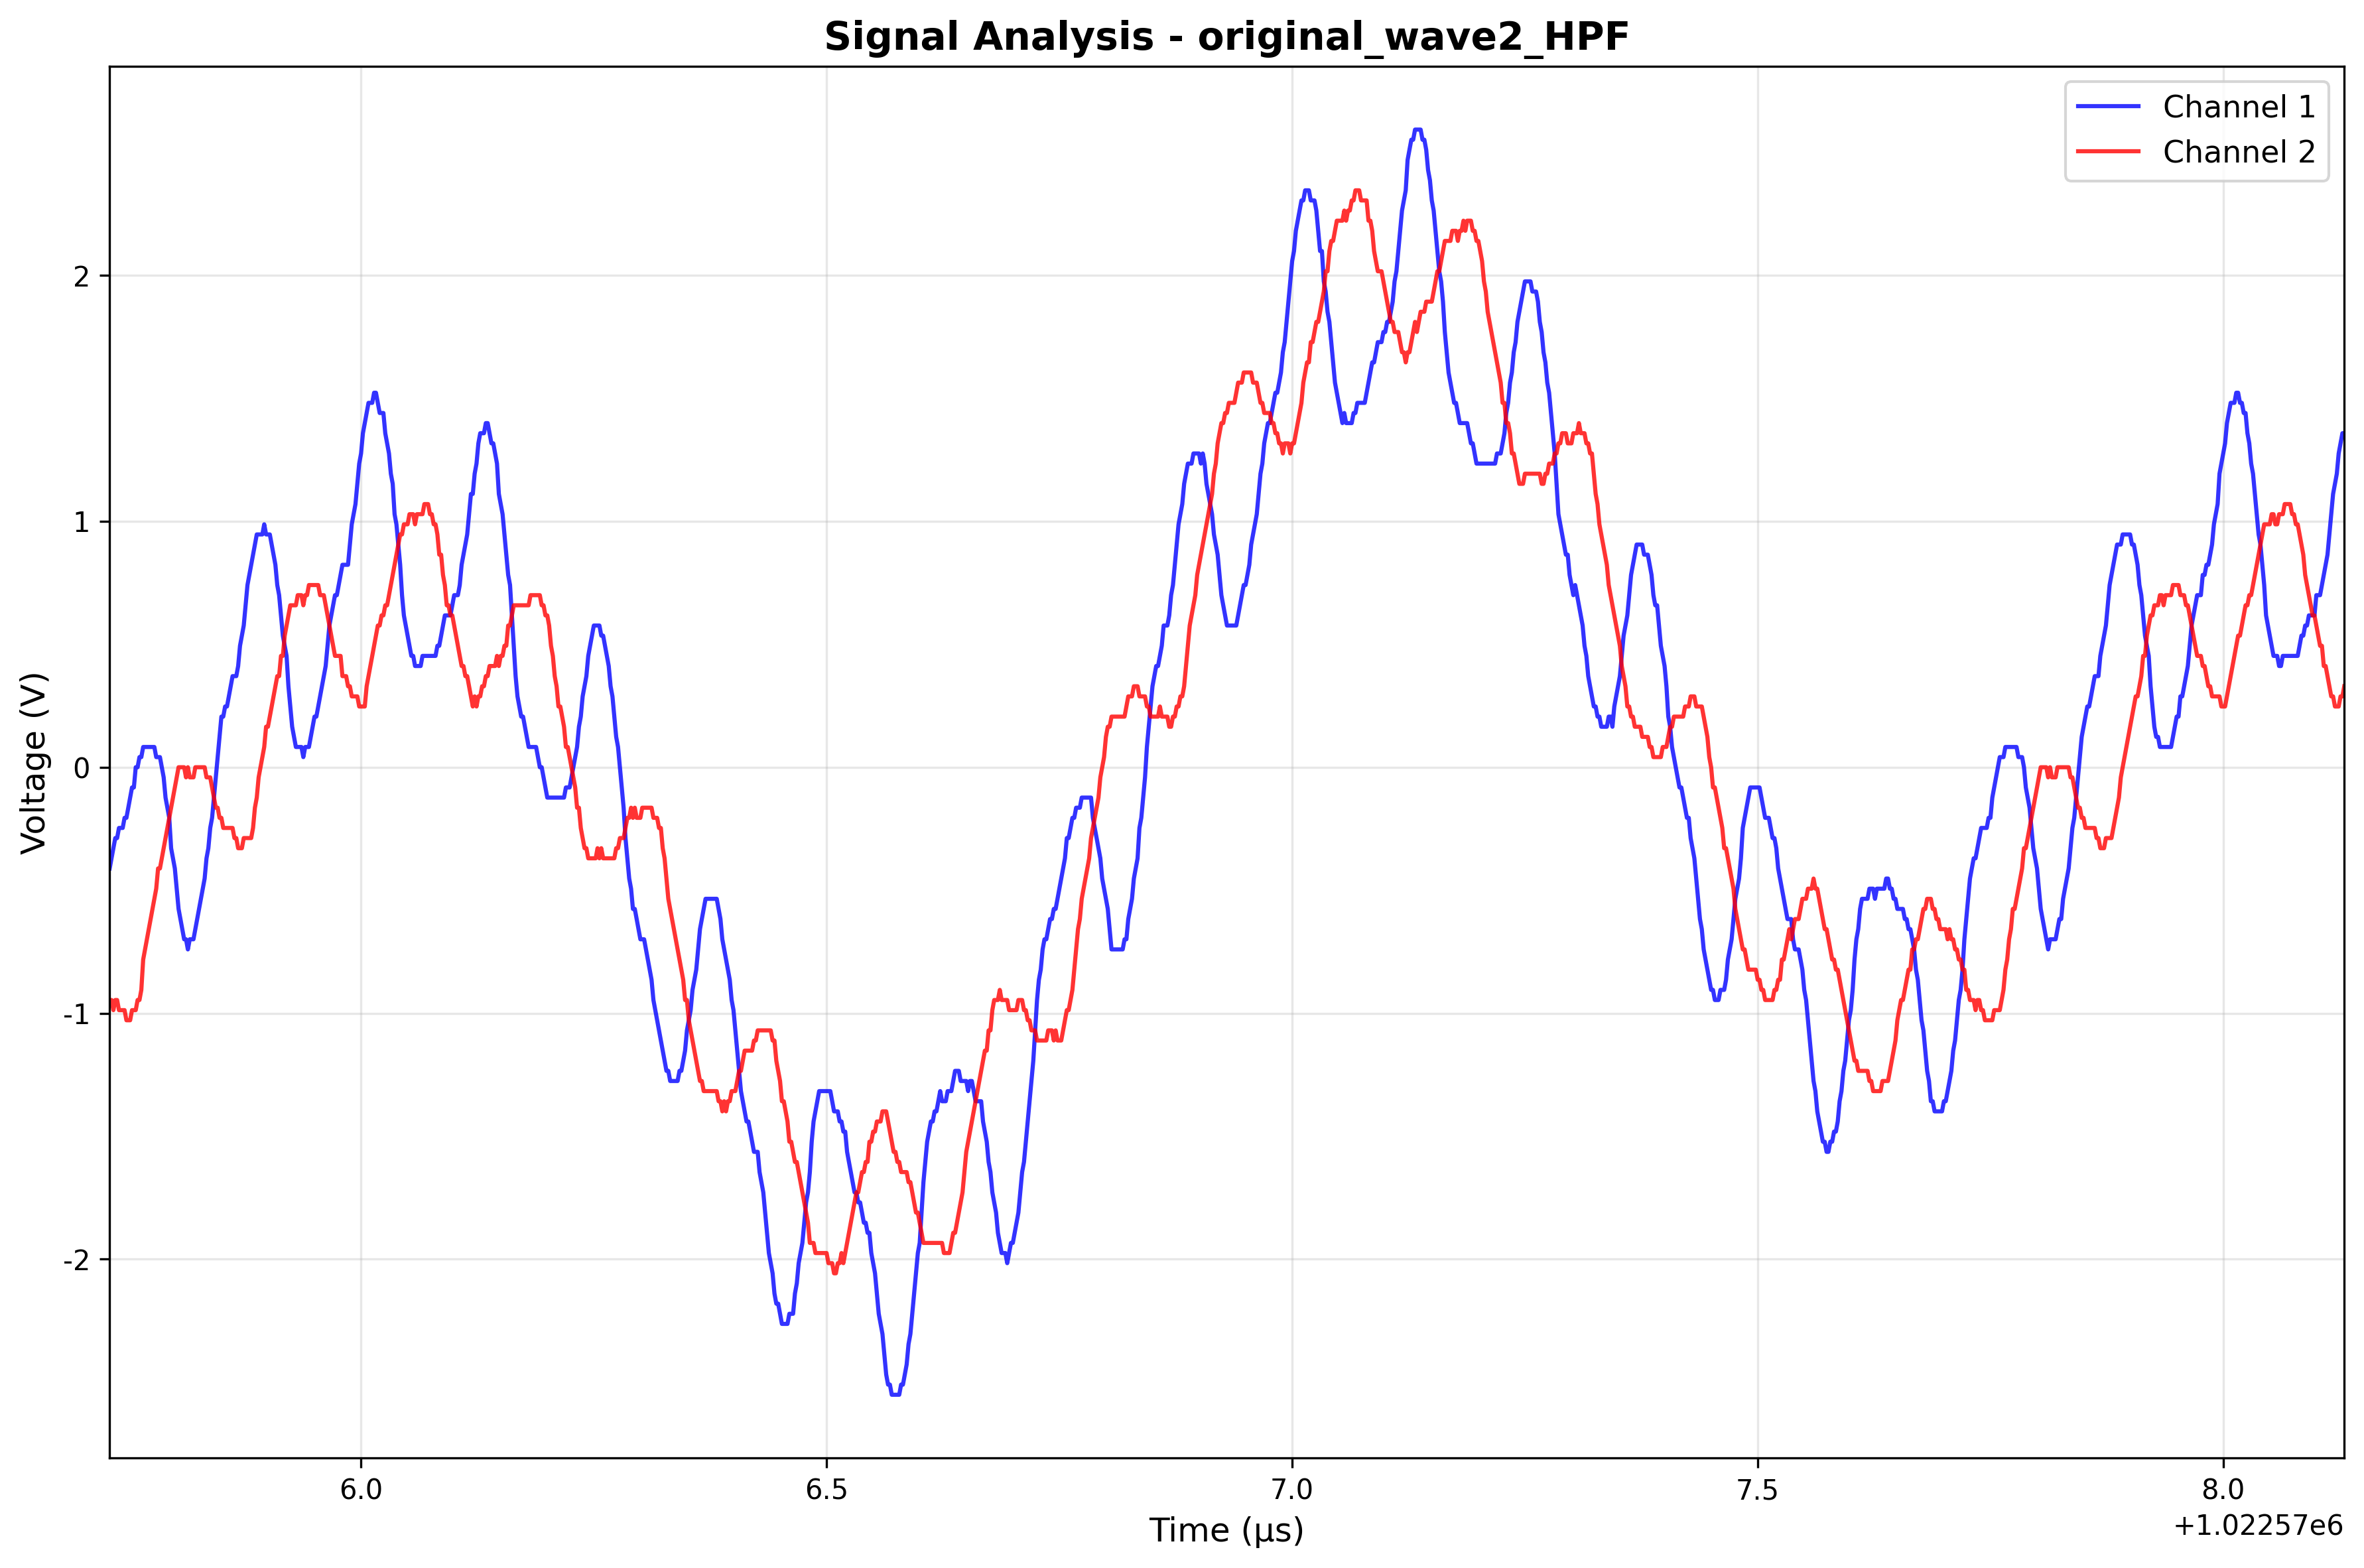 Signal Analysis - original_wave2_HPF
Channel 1
Channel 2
Voltage (V)
2
1
0
-1
-2
6.0
6.5
7.0
7.5
8.0
Time (μs)
+1.02257e6